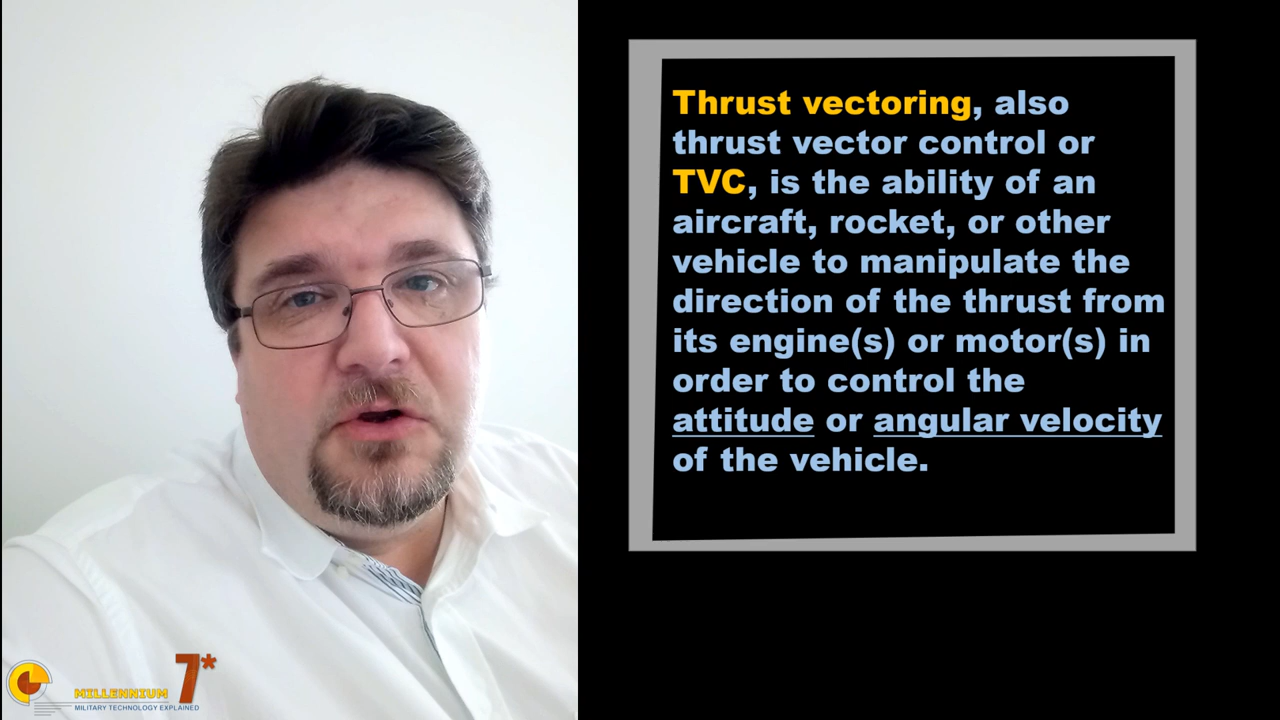 Thrust vectoring, also
thrust vector control or
TVC, is the ability of an
aircraft, rocket, or other
vehicle to manipulate the
direction of the thrust from
its engine(s) or motor(s) in
order to control the
attitude or angular velocity
of the vehicle.
MILLENNIUM 7*
MILITARY TECHNOLOGY EXPLAINED